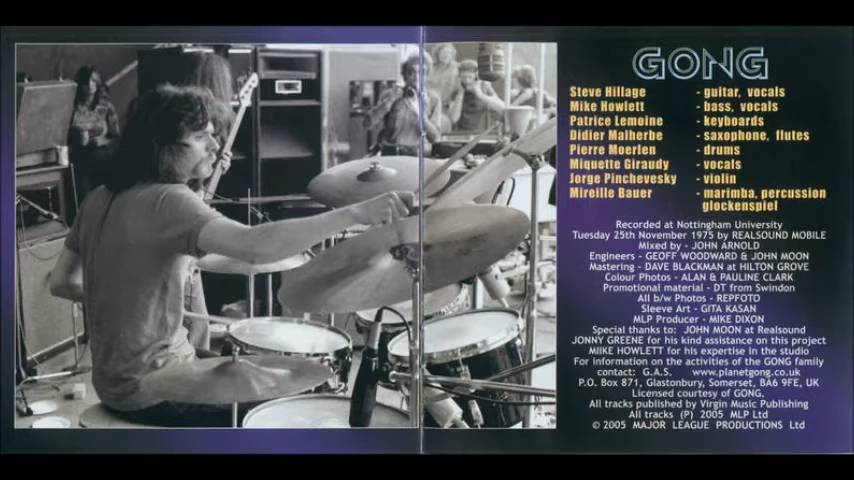 GONG
Steve Hillage - guitar, vocals
Mike Howlett - bass, vocals
Patrice Lemoine - keyboards
Didier Malherbe - saxophone, flutes
Pierre Moerlen - drums
Miquette Giraudy - vocals
Jorge Pinchevesky - violin
Mireille Bauer - marimba, percussion
glockenspiel
Recorded at Nottingham University
Tuesday 25th November 1975 by REALSOUND MOBILE
Mixed by - JOHN ARNOLD
Engineers - GEOFF WOODWARD & JOHN MOON
Mastering - DAVE BLACKMAN at HILTON GROVE
Colour Photos - ALAN & PAULINE CLARK
Promotional material - DT from Swindon
All b/w Photos - REPFOTO
Sleeve Art - GITA KASAN
MLP Producer - MIKE DIXON
Special thanks to: JOHN MOON at Realsound
JONNY GREENE for his kind assistance on this project
MIIKE HOWLETT for his expertise in the studio
For information on the activities of the GONG family
contact: G.A.S. www.planetgong.co.uk
P.O. Box 871, Glastonbury, Somerset, BA6 9FE, UK
Licensed courtesy of GONG.
All tracks published by Virgin Music Publishing
All tracks (P) 2005 MLP Ltd
© 2005 MAJOR LEAGUE PRODUCTIONS Ltd